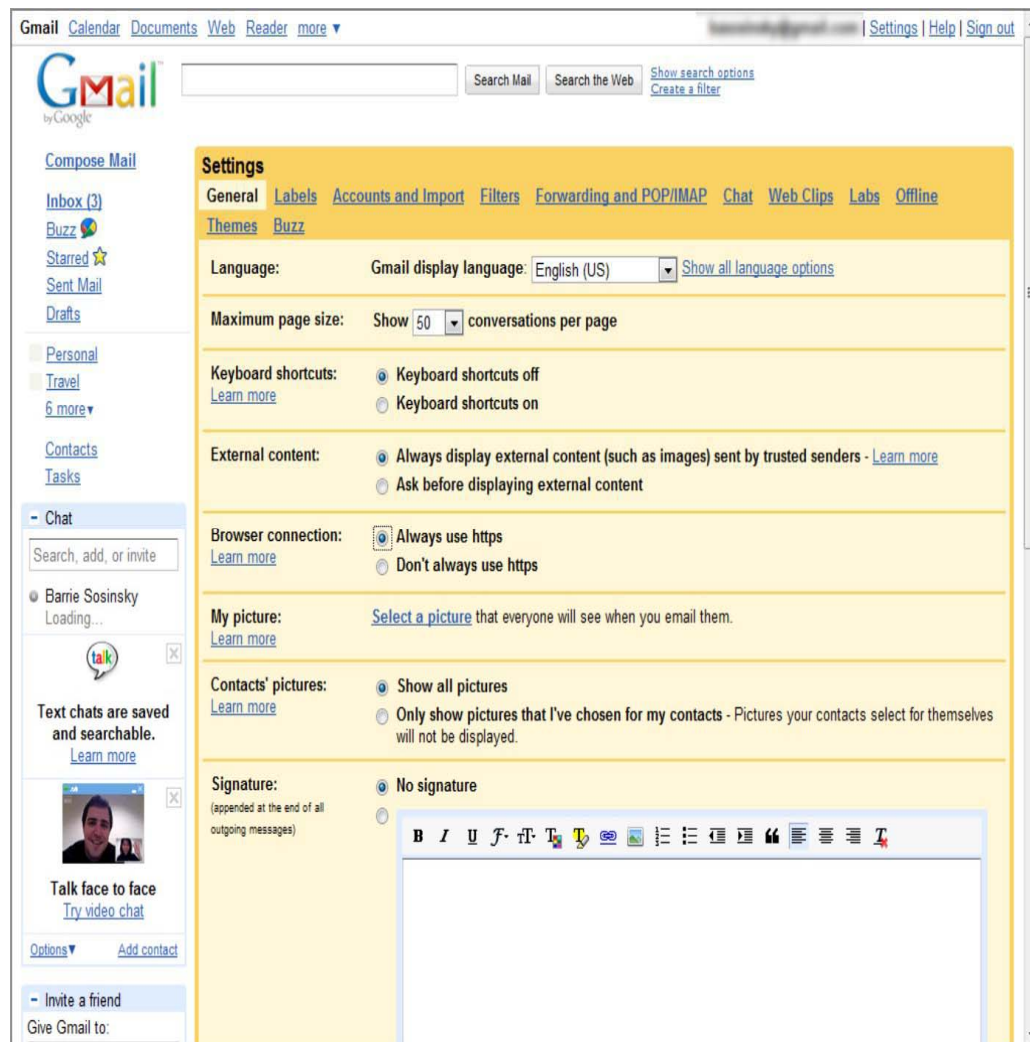 Gmail Calendar Documents Web Reader more ▼
| Settings | Help | Sign out
Gmail
by Google
Search Mail Search the Web Show search options
Create a filter
Compose Mail
Inbox (3)
Buzz
Starred
Sent Mail
Drafts
Personal
Travel
6 more ▼
Contacts
Tasks
– Chat
Search, add, or invite
Barrie Sosinsky
Loading...
talk
Text chats are saved
and searchable.
Learn more
Talk face to face
Try video chat
Options ▼ Add contact
– Invite a friend
Give Gmail to:
Settings
General Labels Accounts and Import Filters Forwarding and POP/IMAP Chat Web Clips Labs Offline
Themes Buzz
Language: Gmail display language: English (US) Show all language options
Maximum page size: Show 50 conversations per page
Keyboard shortcuts: Keyboard shortcuts off
Learn more
Keyboard shortcuts on
External content: Always display external content (such as images) sent by trusted senders - Learn more
Ask before displaying external content
Browser connection: Always use https
Learn more
Don't always use https
My picture: Select a picture that everyone will see when you email them.
Learn more
Contacts' pictures: Show all pictures
Learn more
Only show pictures that I've chosen for my contacts - Pictures your contacts select for themselves
will not be displayed.
Signature: No signature
(appended at the end of all
outgoing messages)
B I U